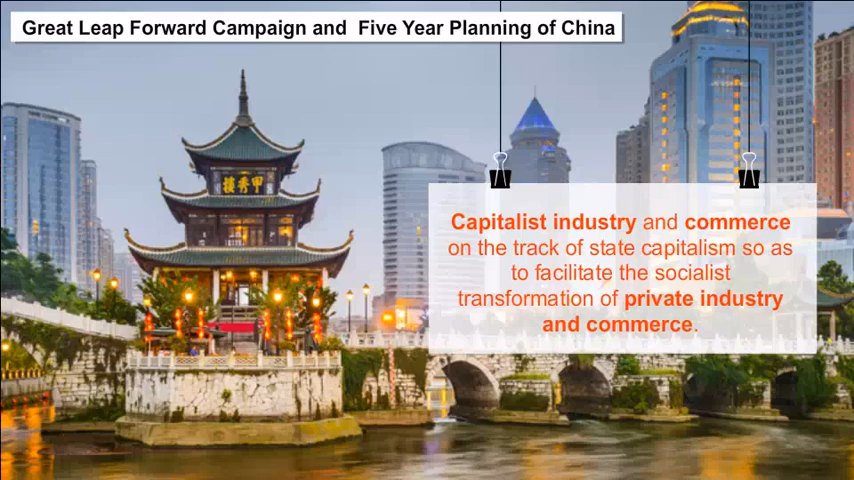 Great Leap Forward Campaign and  Five Year Planning of China
甲秀楼
Capitalist industry and commerce
on the track of state capitalism so as
to facilitate the socialist
transformation of private industry
and commerce.